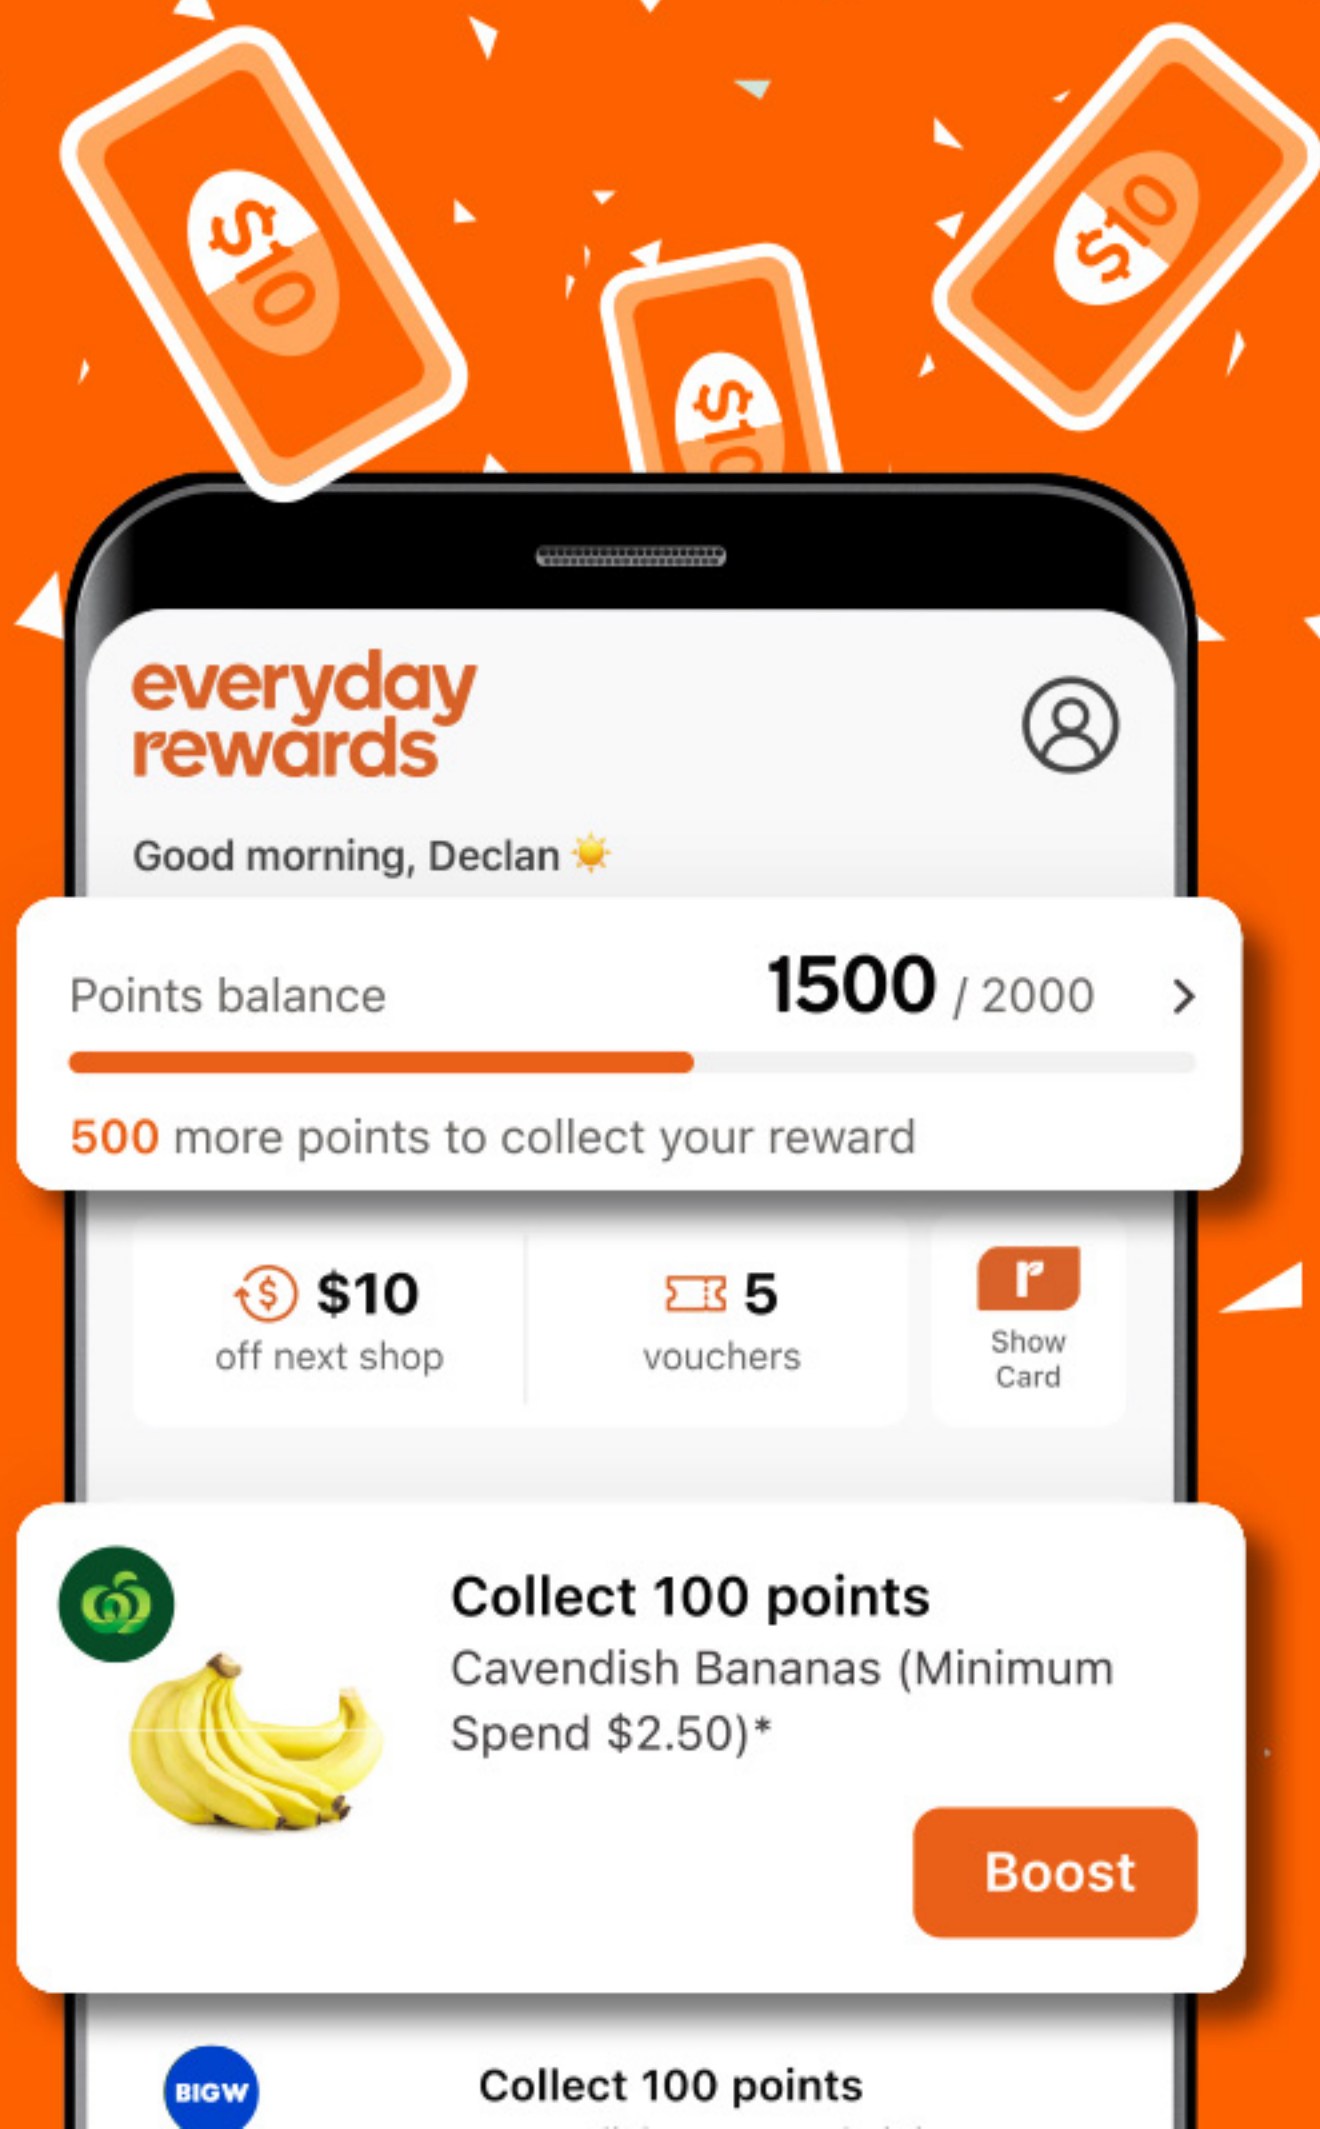 $10
$10
$10
everyday
rewards
Good morning, Declan
Points balance
1500 / 2000
500 more points to collect your reward
$10
off next shop
5
vouchers
r
Show
Card
Collect 100 points
Cavendish Bananas (Minimum
Spend $2.50)*
Boost
BIGW
Collect 100 points